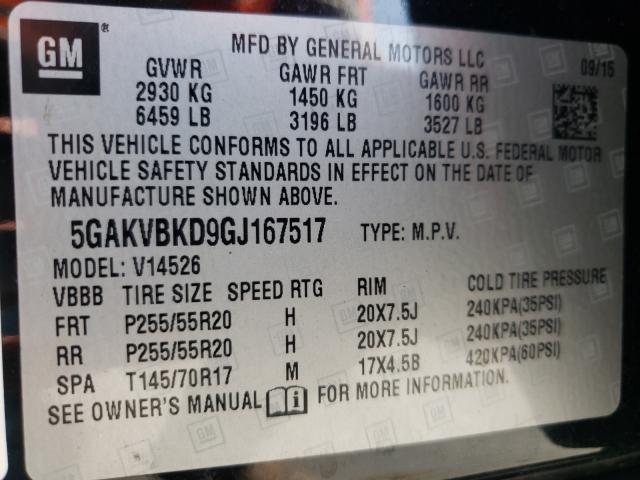 GM ®
MFD BY GENERAL MOTORS LLC
GVWR GAWR FRT GAWR RR 09/15
2930 KG 1450 KG 1600 KG
6459 LB 3196 LB 3527 LB
THIS VEHICLE CONFORMS TO ALL APPLICABLE U.S. FEDERAL MOTOR
VEHICLE SAFETY STANDARDS IN EFFECT ON THE DATE OF
MANUFACTURE SHOWN ABOVE.
5GAKVBKD9GJ167517 TYPE: M.P.V.
MODEL: V14526
VBBB TIRE SIZE SPEED RTG RIM COLD TIRE PRESSURE
FRT P255/55R20 H 20X7.5J 240KPA(35PSI)
RR P255/55R20 H 20X7.5J 240KPA(35PSI)
SPA T145/70R17 M 17X4.5B 420KPA(60PSI)
SEE OWNER'S MANUAL FOR MORE INFORMATION.